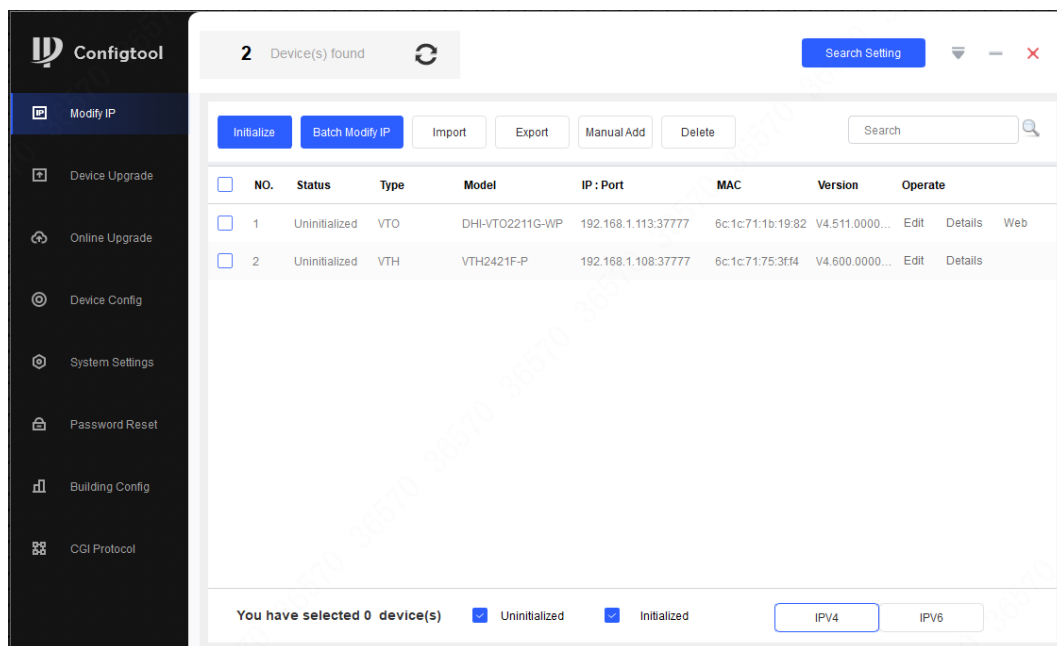 Configtool
2 Device(s) found
Search Setting
Modify IP
Device Upgrade
Online Upgrade
Device Config
System Settings
Password Reset
Building Config
CGI Protocol
Initialize Batch Modify IP Import Export Manual Add Delete Search
NO. Status Type Model IP : Port MAC Version Operate
1 Uninitialized VTO DHI-VTO2211G-WP 192.168.1.113:37777 6c:1c:71:1b:19:82 V4.511.0000... Edit Details Web
2 Uninitialized VTH VTH2421F-P 192.168.1.108:37777 6c:1c:71:75:3f:f4 V4.600.0000... Edit Details
You have selected 0 device(s) Uninitialized Initialized IPV4 IPV6
36570 36570 36570